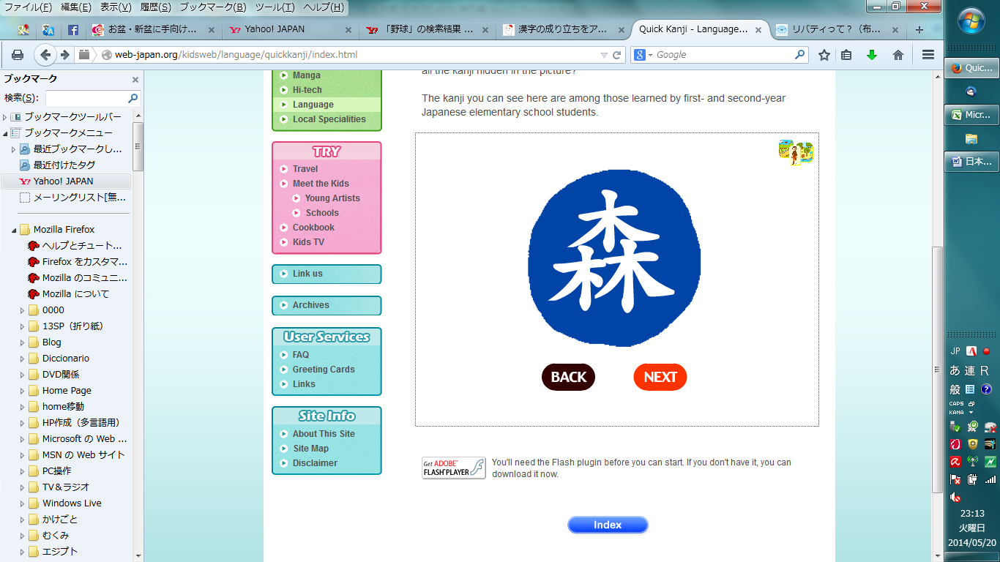 ファイル(F) 編集(E) 表示(V) 履歴(S) ブックマーク(B) ツール(T) ヘルプ(H)
お盆・新盆に手向け... Yahoo! JAPAN 「野球」の検索結果 ... 漢字の成り立ちをア... Quick Kanji - Language... リバティって？（布...
web-japan.org/kidsweb/language/quickkanji/index.html Google
ブックマーク
検索(S):
ブックマークツールバー
ブックマークメニュー
最近ブックマークし...
最近付けたタグ
Yahoo! JAPAN
メーリングリスト[無...
Mozilla Firefox
ヘルプとチュート...
Firefox をカスタマ...
Mozilla のコミュニ...
Mozilla について
0000
13SP（折り紙）
Blog
Diccionario
DVD関係
Home Page
home移動
HP作成（多言語用）
Microsoft の Web ...
MSN の Web サイト
PC操作
TV＆ラジオ
Windows Live
かけごと
むくみ
エジプト
Manga
Hi-tech
Language
Local Specialities
TRY
Travel
Meet the Kids
Young Artists
Schools
Cookbook
Kids TV
Link us
Archives
User Services
FAQ
Greeting Cards
Links
Site Info
About This Site
Site Map
Disclaimer
all the kanji hidden in the picture?
The kanji you can see here are among those learned by first- and second-year
Japanese elementary school students.
森
BACK NEXT
Get ADOBE FLASH PLAYER
You'll need the Flash plugin before you can start. If you don't have it, you can
download it now.
Index
Quic...
Micr...
日本...
JP A
あ 連 R
般
CAPS
KANA
23:13
火曜日
2014/05/20